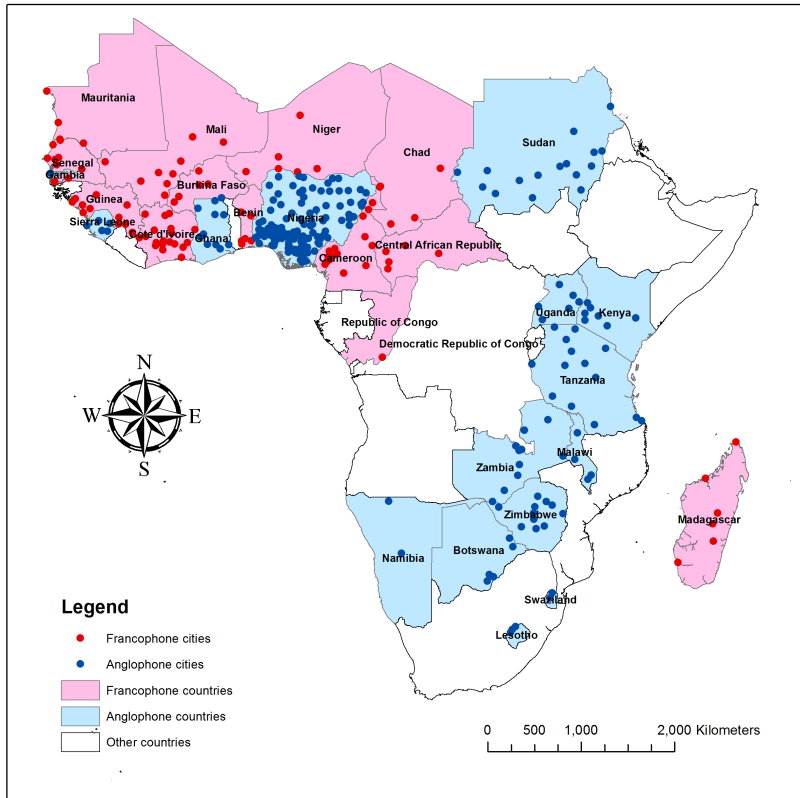 Mauritania
Mali
Niger
Chad
Sudan
Senegal
Gambia
Burkina Faso
Guinea
Benin
Nigeria
Sierra Leone
Cote d'Ivoire
Ghana
Central African Republic
Cameroon
Republic of Congo
Democratic Republic of Congo
Uganda
Kenya
Tanzania
N
W
E
S
Zambia
Malawi
Zimbabwe
Madagascar
Botswana
Namibia
Swaziland
Lesotho
Legend
Francophone cities
Anglophone cities
Francophone countries
Anglophone countries
Other countries
0 500 1,000 2,000 Kilometers